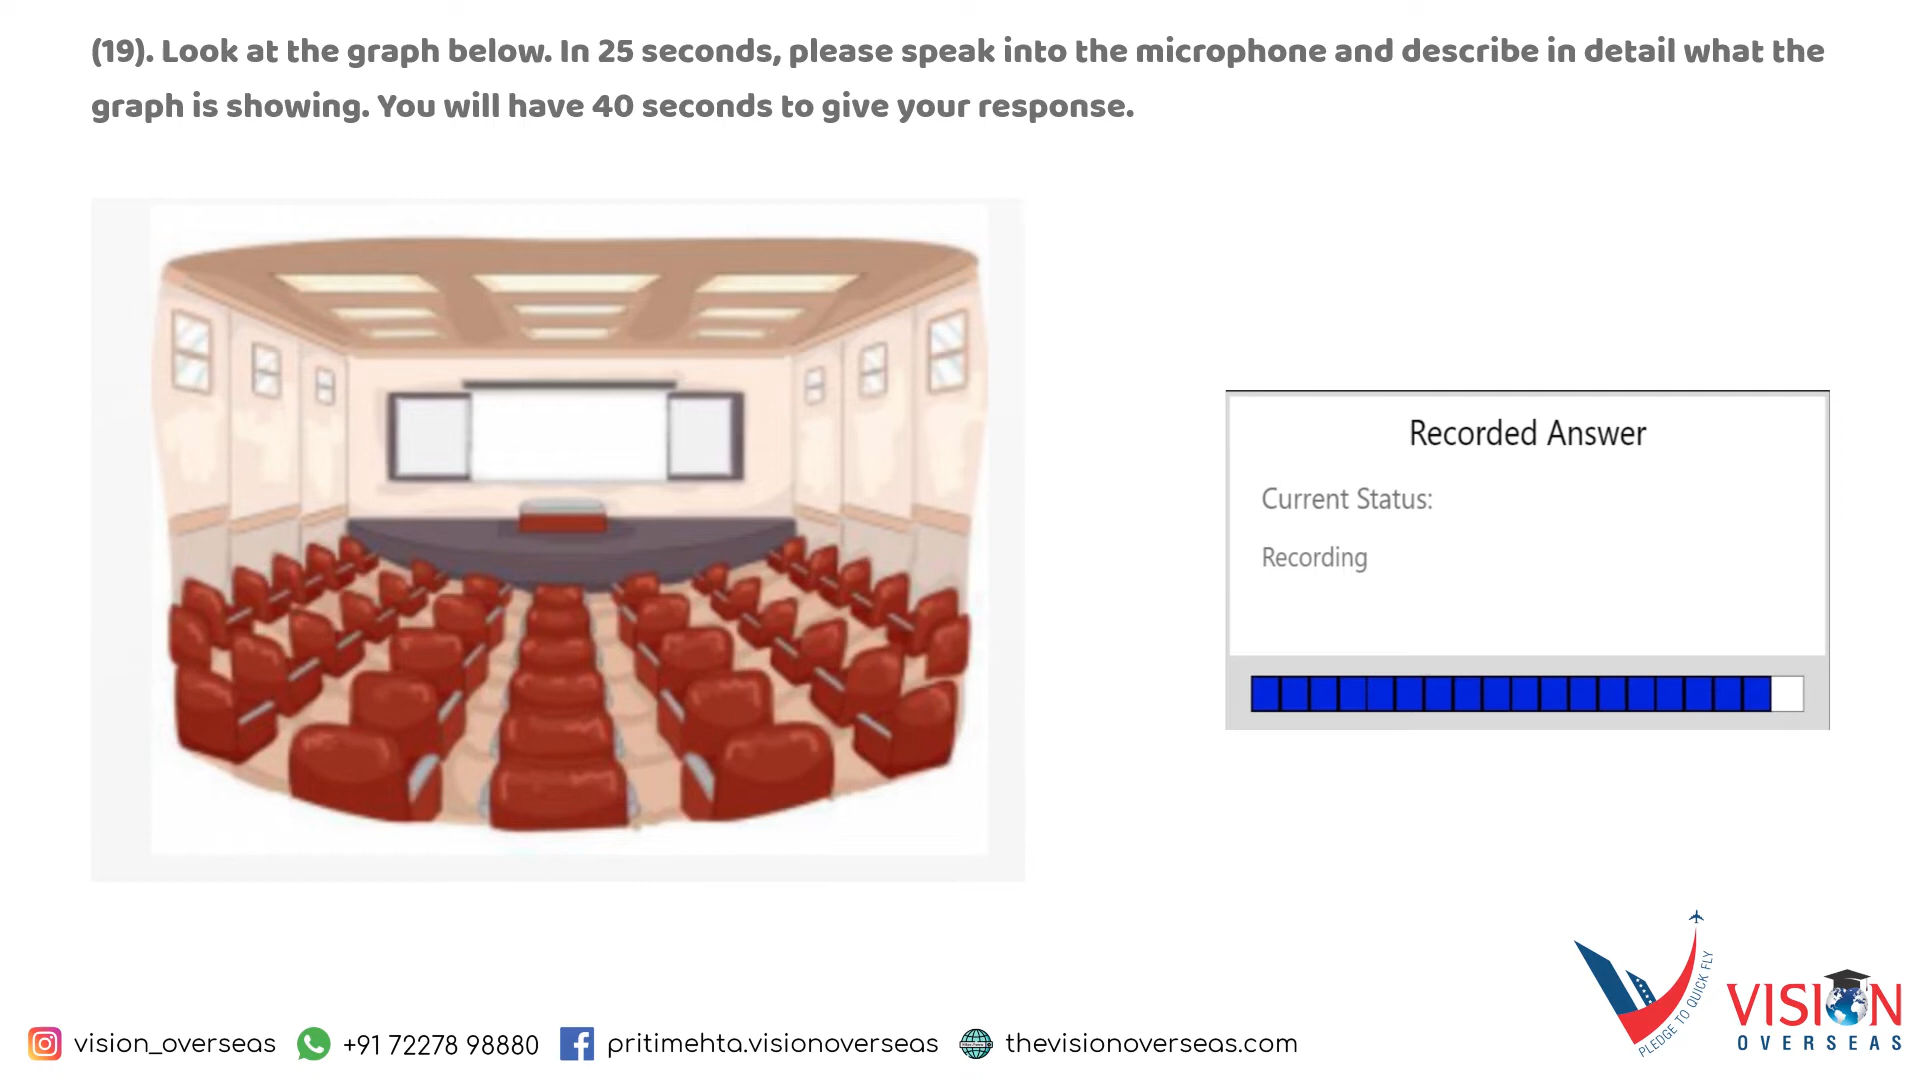 (19). Look at the graph below. In 25 seconds, please speak into the microphone and describe in detail what the
graph is showing. You will have 40 seconds to give your response.
Recorded Answer
Current Status:
Recording
PLEDGE TO QUICK FLY
VISION
OVERSEAS
vision_overseas
+91 72278 98880
pritimehta.visionoverseas
thevisionoverseas.com